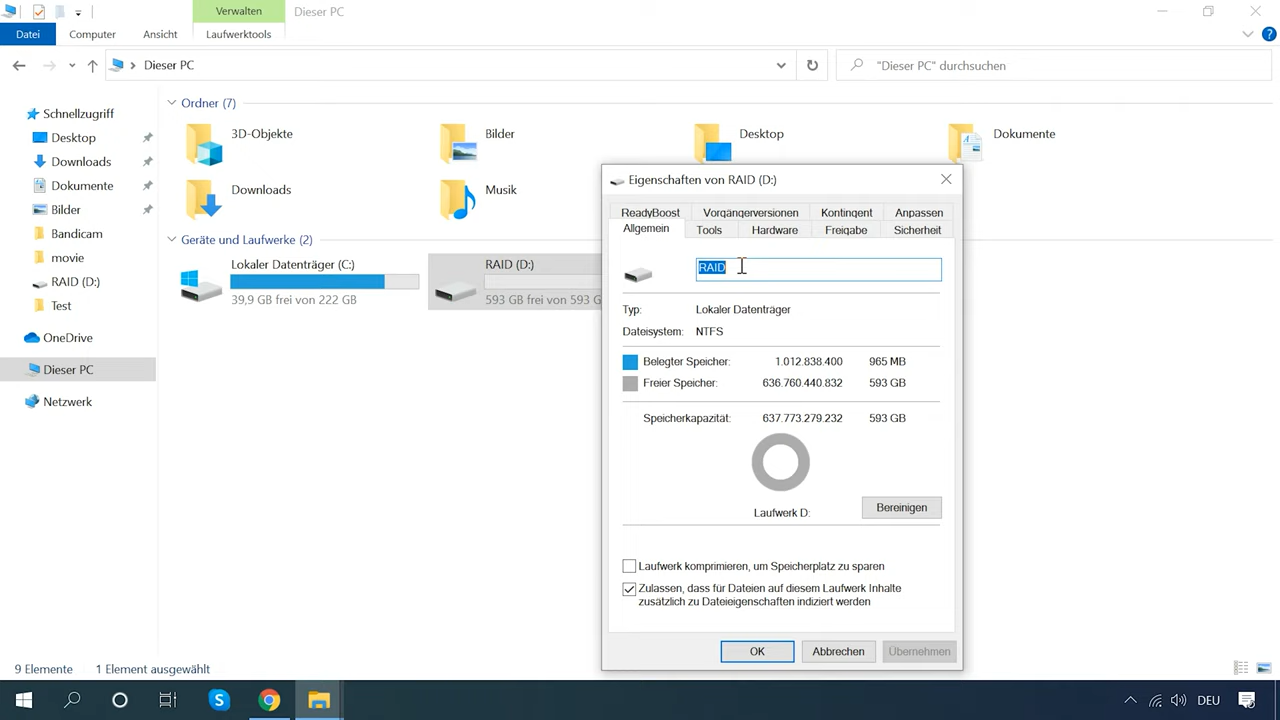 Verwalten
Dieser PC
Datei
Computer
Ansicht
Laufwerktools
?
Dieser PC
"Dieser PC" durchsuchen
Schnellzugriff
Desktop
Downloads
Dokumente
Bilder
Bandicam
movie
RAID (D:)
Test
OneDrive
Dieser PC
Netzwerk
Ordner (7)
3D-Objekte
Bilder
Desktop
Dokumente
Downloads
Musik
Geräte und Laufwerke (2)
Lokaler Datenträger (C:)
39,9 GB frei von 222 GB
RAID (D:)
593 GB frei von 593 G
Eigenschaften von RAID (D:)
ReadyBoost
Vorgängerversionen
Kontingent
Anpassen
Allgemein
Tools
Hardware
Freigabe
Sicherheit
RAID
Typ: Lokaler Datenträger
Dateisystem: NTFS
Belegter Speicher: 1.012.838.400 965 MB
Freier Speicher: 636.760.440.832 593 GB
Speicherkapazität: 637.773.279.232 593 GB
Laufwerk D:
Bereinigen
Laufwerk komprimieren, um Speicherplatz zu sparen
Zulassen, dass für Dateien auf diesem Laufwerk Inhalte
zusätzlich zu Dateieigenschaften indiziert werden
OK
Abbrechen
Übernehmen
9 Elemente
1 Element ausgewählt
DEU